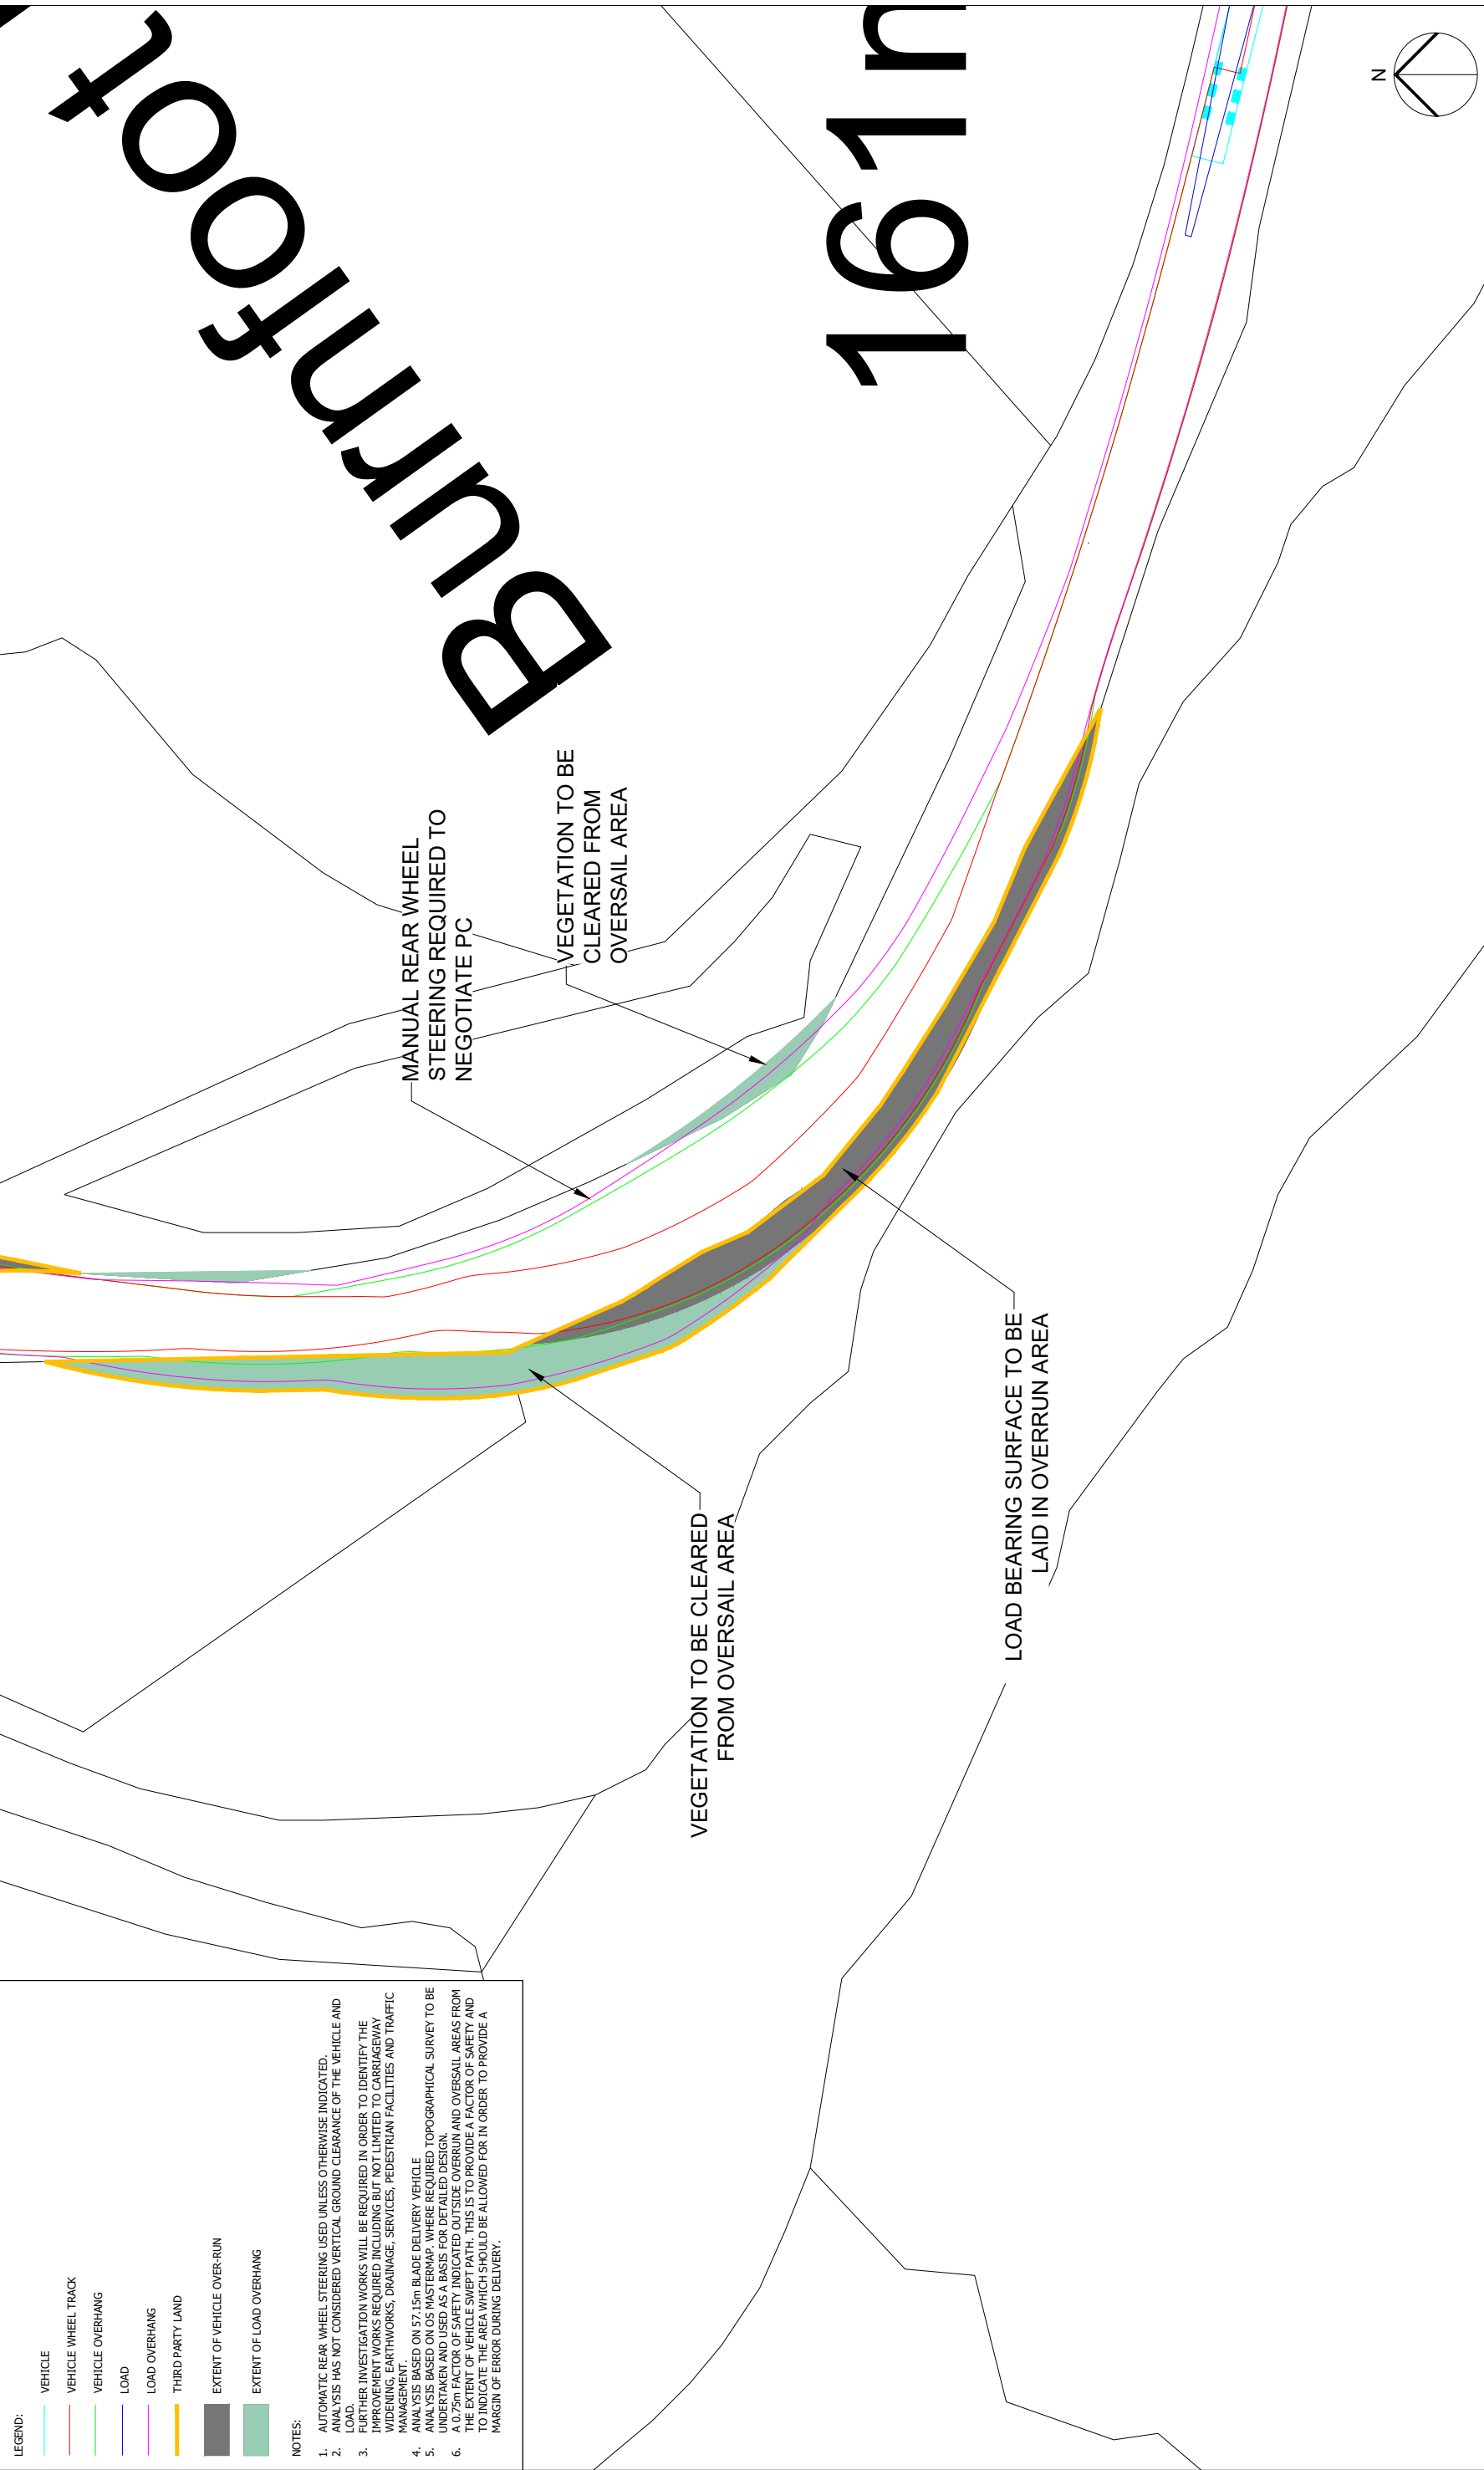 Burnfoot
161m
N
MANUAL REAR WHEEL
STEERING REQUIRED TO
NEGOTIATE PC
VEGETATION TO BE
CLEARED FROM
OVERSAIL AREA
VEGETATION TO BE CLEARED
FROM OVERSAIL AREA
LOAD BEARING SURFACE TO BE
LAID IN OVERRUN AREA
LEGEND:
VEHICLE
VEHICLE WHEEL TRACK
VEHICLE OVERHANG
LOAD
LOAD OVERHANG
THIRD PARTY LAND
EXTENT OF VEHICLE OVER-RUN
EXTENT OF LOAD OVERHANG
NOTES:
1. AUTOMATIC REAR WHEEL STEERING USED UNLESS OTHERWISE INDICATED.
2. ANALYSIS HAS NOT CONSIDERED VERTICAL GROUND CLEARANCE OF THE VEHICLE AND
LOAD.
3. FURTHER INVESTIGATION WORKS WILL BE REQUIRED IN ORDER TO IDENTIFY THE
IMPROVEMENT WORKS REQUIRED INCLUDING BUT NOT LIMITED TO CARRIAGEWAY
WIDENING, EARTHWORKS, DRAINAGE, SERVICES, PEDESTRIAN FACILITIES AND TRAFFIC
MANAGEMENT.
4. ANALYSIS BASED ON 57.15m BLADE DELIVERY VEHICLE
5. ANALYSIS BASED ON OS MASTERMAP. WHERE REQUIRED TOPOGRAPHICAL SURVEY TO BE
UNDERTAKEN AND USED AS A BASIS FOR DETAILED DESIGN.
6. A 0.75m FACTOR OF SAFETY INDICATED OUTSIDE OVERRUN AND OVERSAIL AREAS FROM
THE EXTENT OF VEHICLE SWEPT PATH. THIS IS TO PROVIDE A FACTOR OF SAFETY AND
TO INDICATE THE AREA WHICH SHOULD BE ALLOWED FOR IN ORDER TO PROVIDE A
MARGIN OF ERROR DURING DELIVERY.